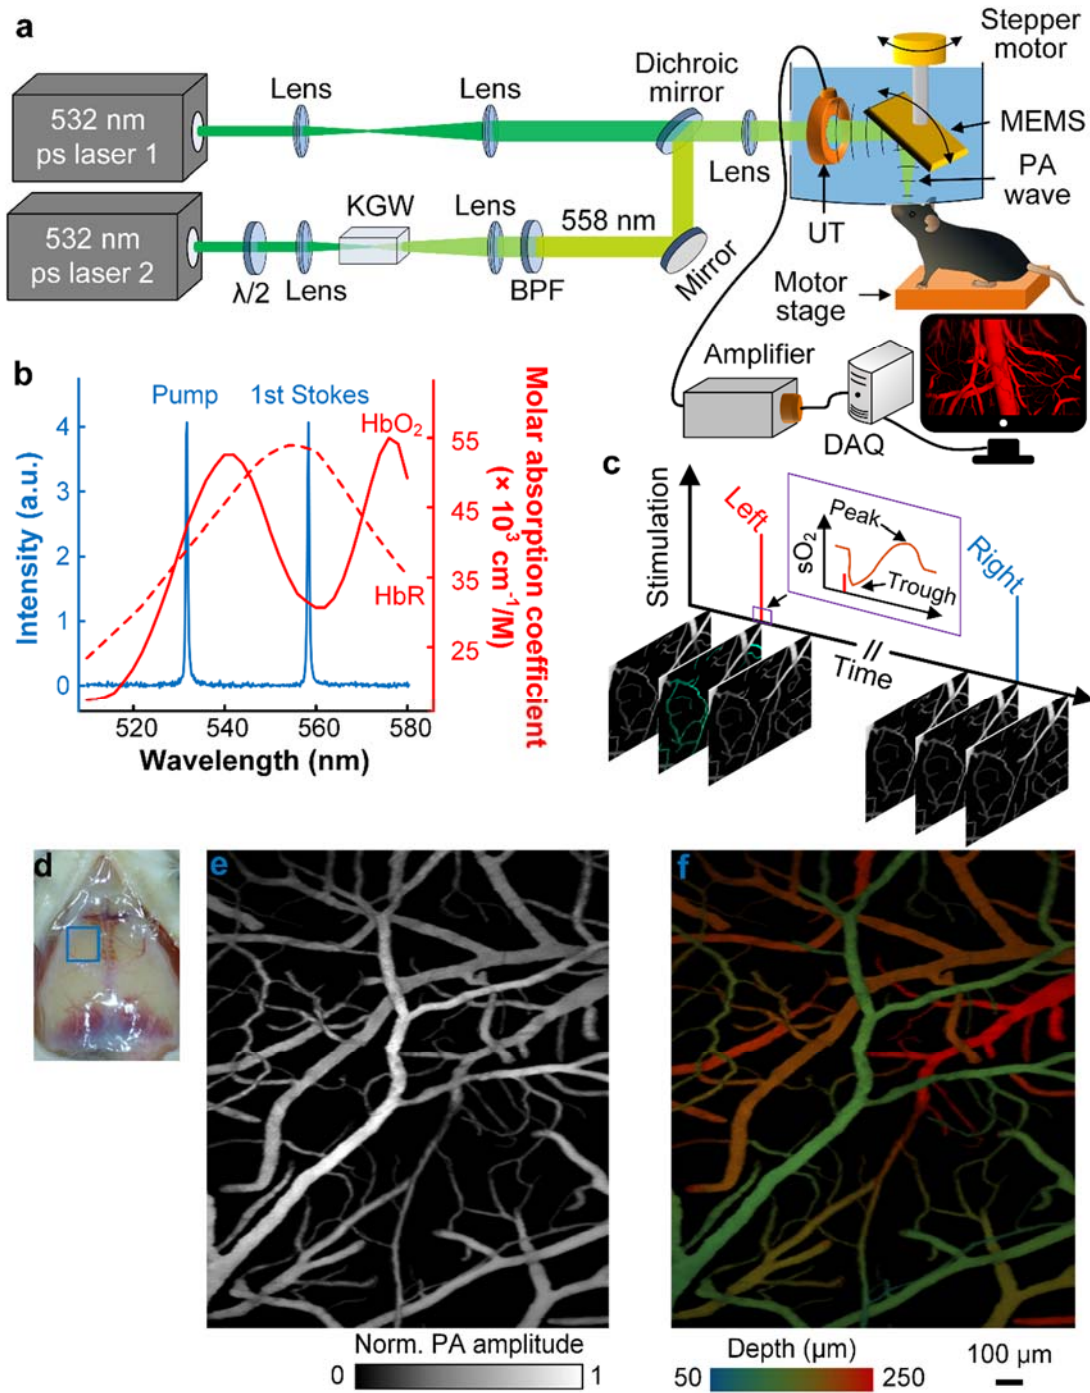 a
Stepper
motor
Dichroic
mirror
Lens
Lens
532 nm
ps laser 1
MEMS
PA
wave
Lens
UT
KGW
Lens
558 nm
532 nm
ps laser 2
λ/2
Lens
BPF
Mirror
Motor
stage
Amplifier
DAQ
b
Pump
1st Stokes
HbO2
HbR
4
3
2
1
0
Intensity (a.u.)
55
45
35
25
Molar absorption coefficient
(× 10³ cm⁻¹/M)
520
540
560
580
Wavelength (nm)
c
Stimulation
Left
Peak
sO2
Trough
Right
//
Time
d
e
f
Norm. PA amplitude
0
1
Depth (µm)
50
250
100 µm